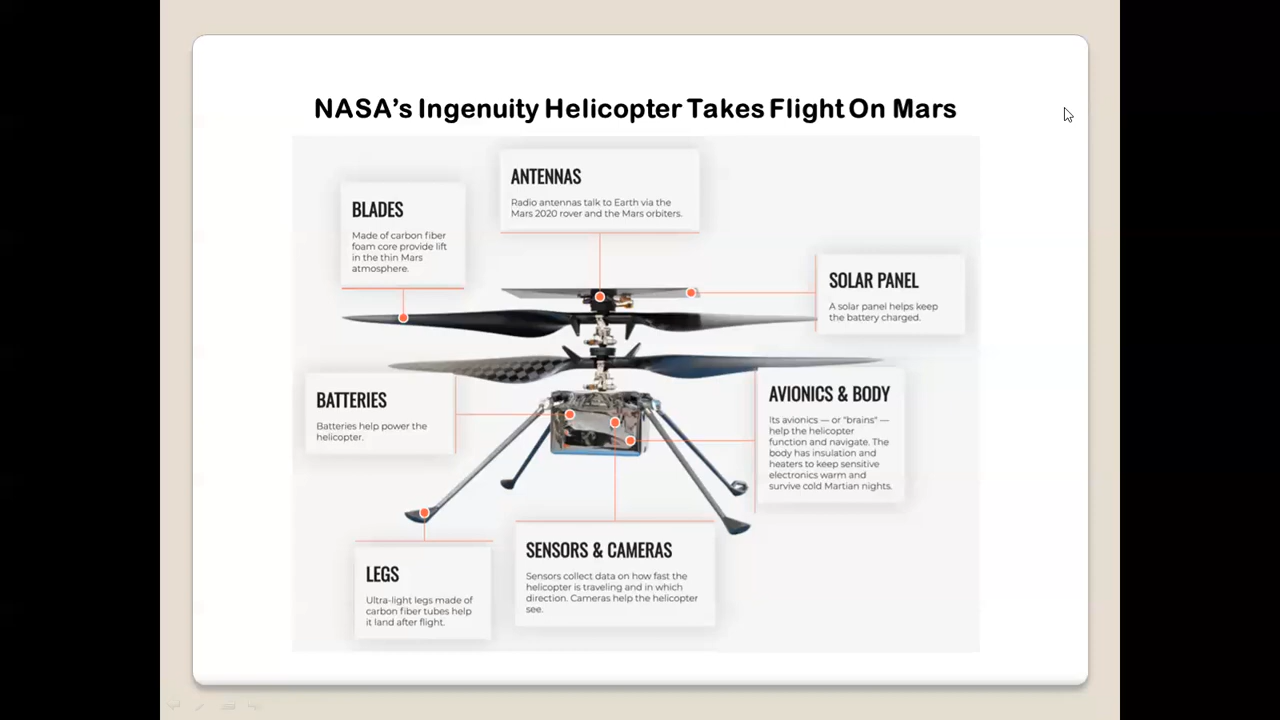 NASA's Ingenuity Helicopter Takes Flight On Mars
ANTENNAS
Radio antennas talk to Earth via the
Mars 2020 rover and the Mars orbiters.
BLADES
Made of carbon fiber
foam core provide lift
in the thin Mars
atmosphere.
SOLAR PANEL
A solar panel helps keep
the battery charged.
BATTERIES
Batteries help power the
helicopter.
AVIONICS & BODY
Its avionics — or "brains" —
help the helicopter
function and navigate. The
body has insulation and
heaters to keep sensitive
electronics warm and
survive cold Martian nights.
LEGS
Ultra-light legs made of
carbon fiber tubes help
it land after flight.
SENSORS & CAMERAS
Sensors collect data on how fast the
helicopter is traveling and in which
direction. Cameras help the helicopter
see.